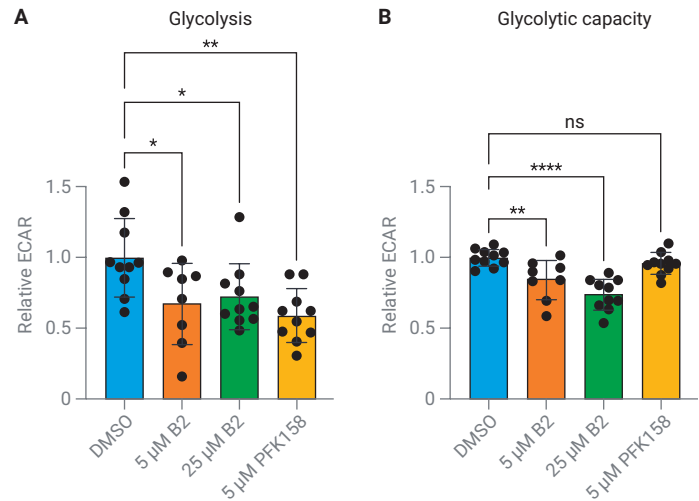 A
Glycolysis
**
*
*
Relative ECAR
1.5
1.0
0.5
0
DMSO
5 µM B2
25 µM B2
5 µM PFK158
B
Glycolytic capacity
ns
****
**
Relative ECAR
1.5
1.0
0.5
0
DMSO
5 µM B2
25 µM B2
5 µM PFK158